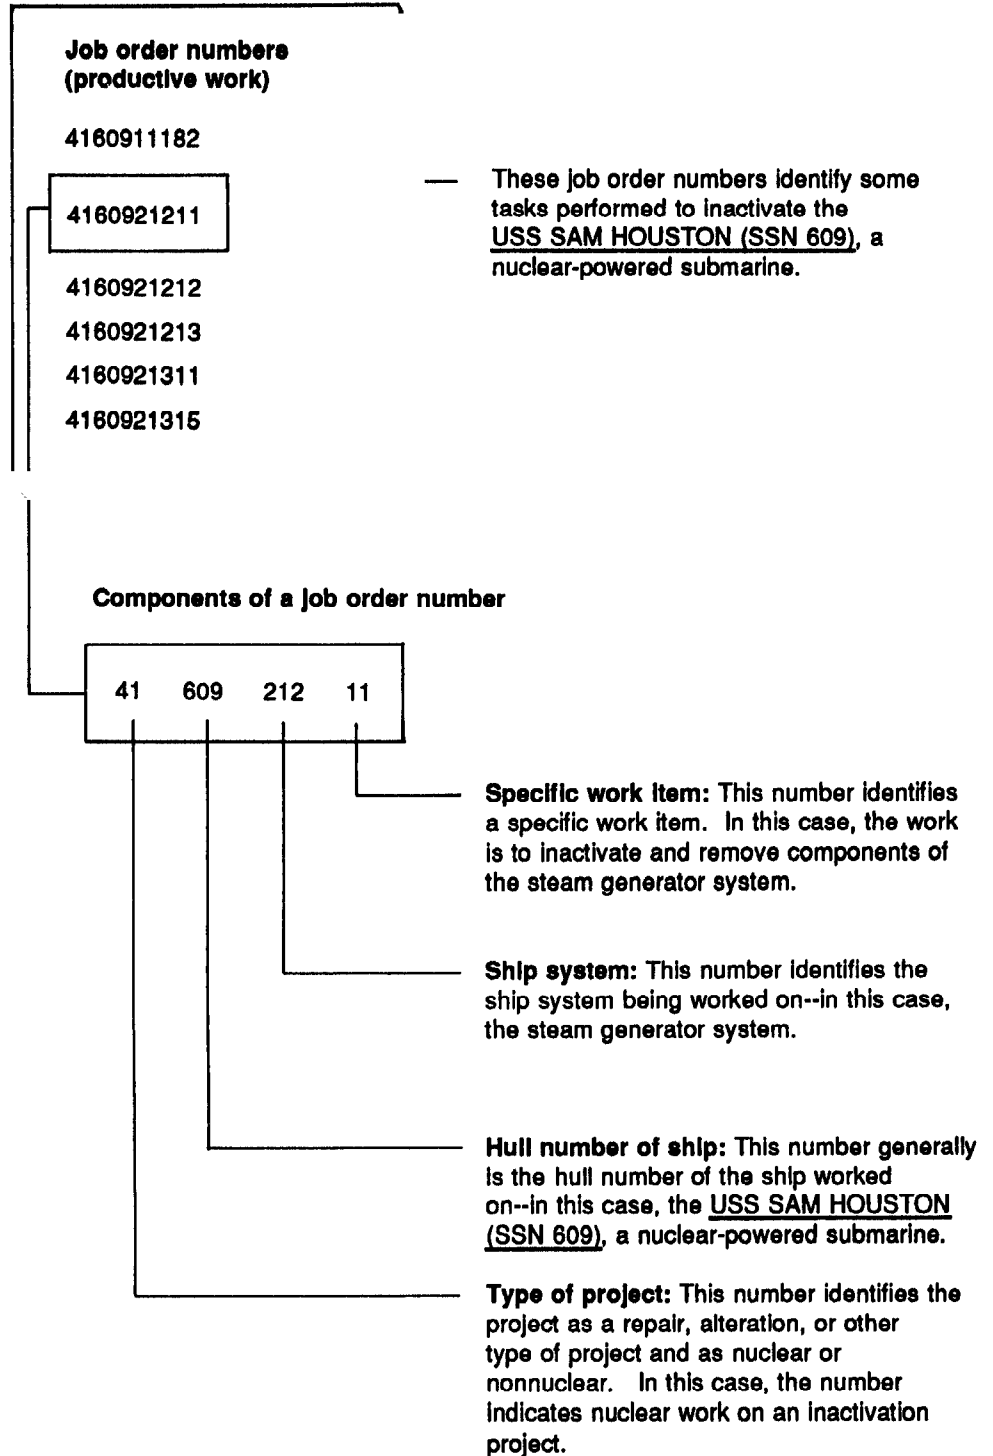 Job order numbers
(productive work)
4160911182
4160921211
4160921212
4160921213
4160921311
4160921315
— These job order numbers identify some
tasks performed to inactivate the
USS SAM HOUSTON (SSN 609), a
nuclear-powered submarine.
Components of a job order number
41 609 212 11
Specific work item: This number identifies
a specific work item. In this case, the work
is to inactivate and remove components of
the steam generator system.
Ship system: This number identifies the
ship system being worked on--in this case,
the steam generator system.
Hull number of ship: This number generally
is the hull number of the ship worked
on--in this case, the USS SAM HOUSTON
(SSN 609), a nuclear-powered submarine.
Type of project: This number identifies the
project as a repair, alteration, or other
type of project and as nuclear or
nonnuclear. In this case, the number
indicates nuclear work on an inactivation
project.